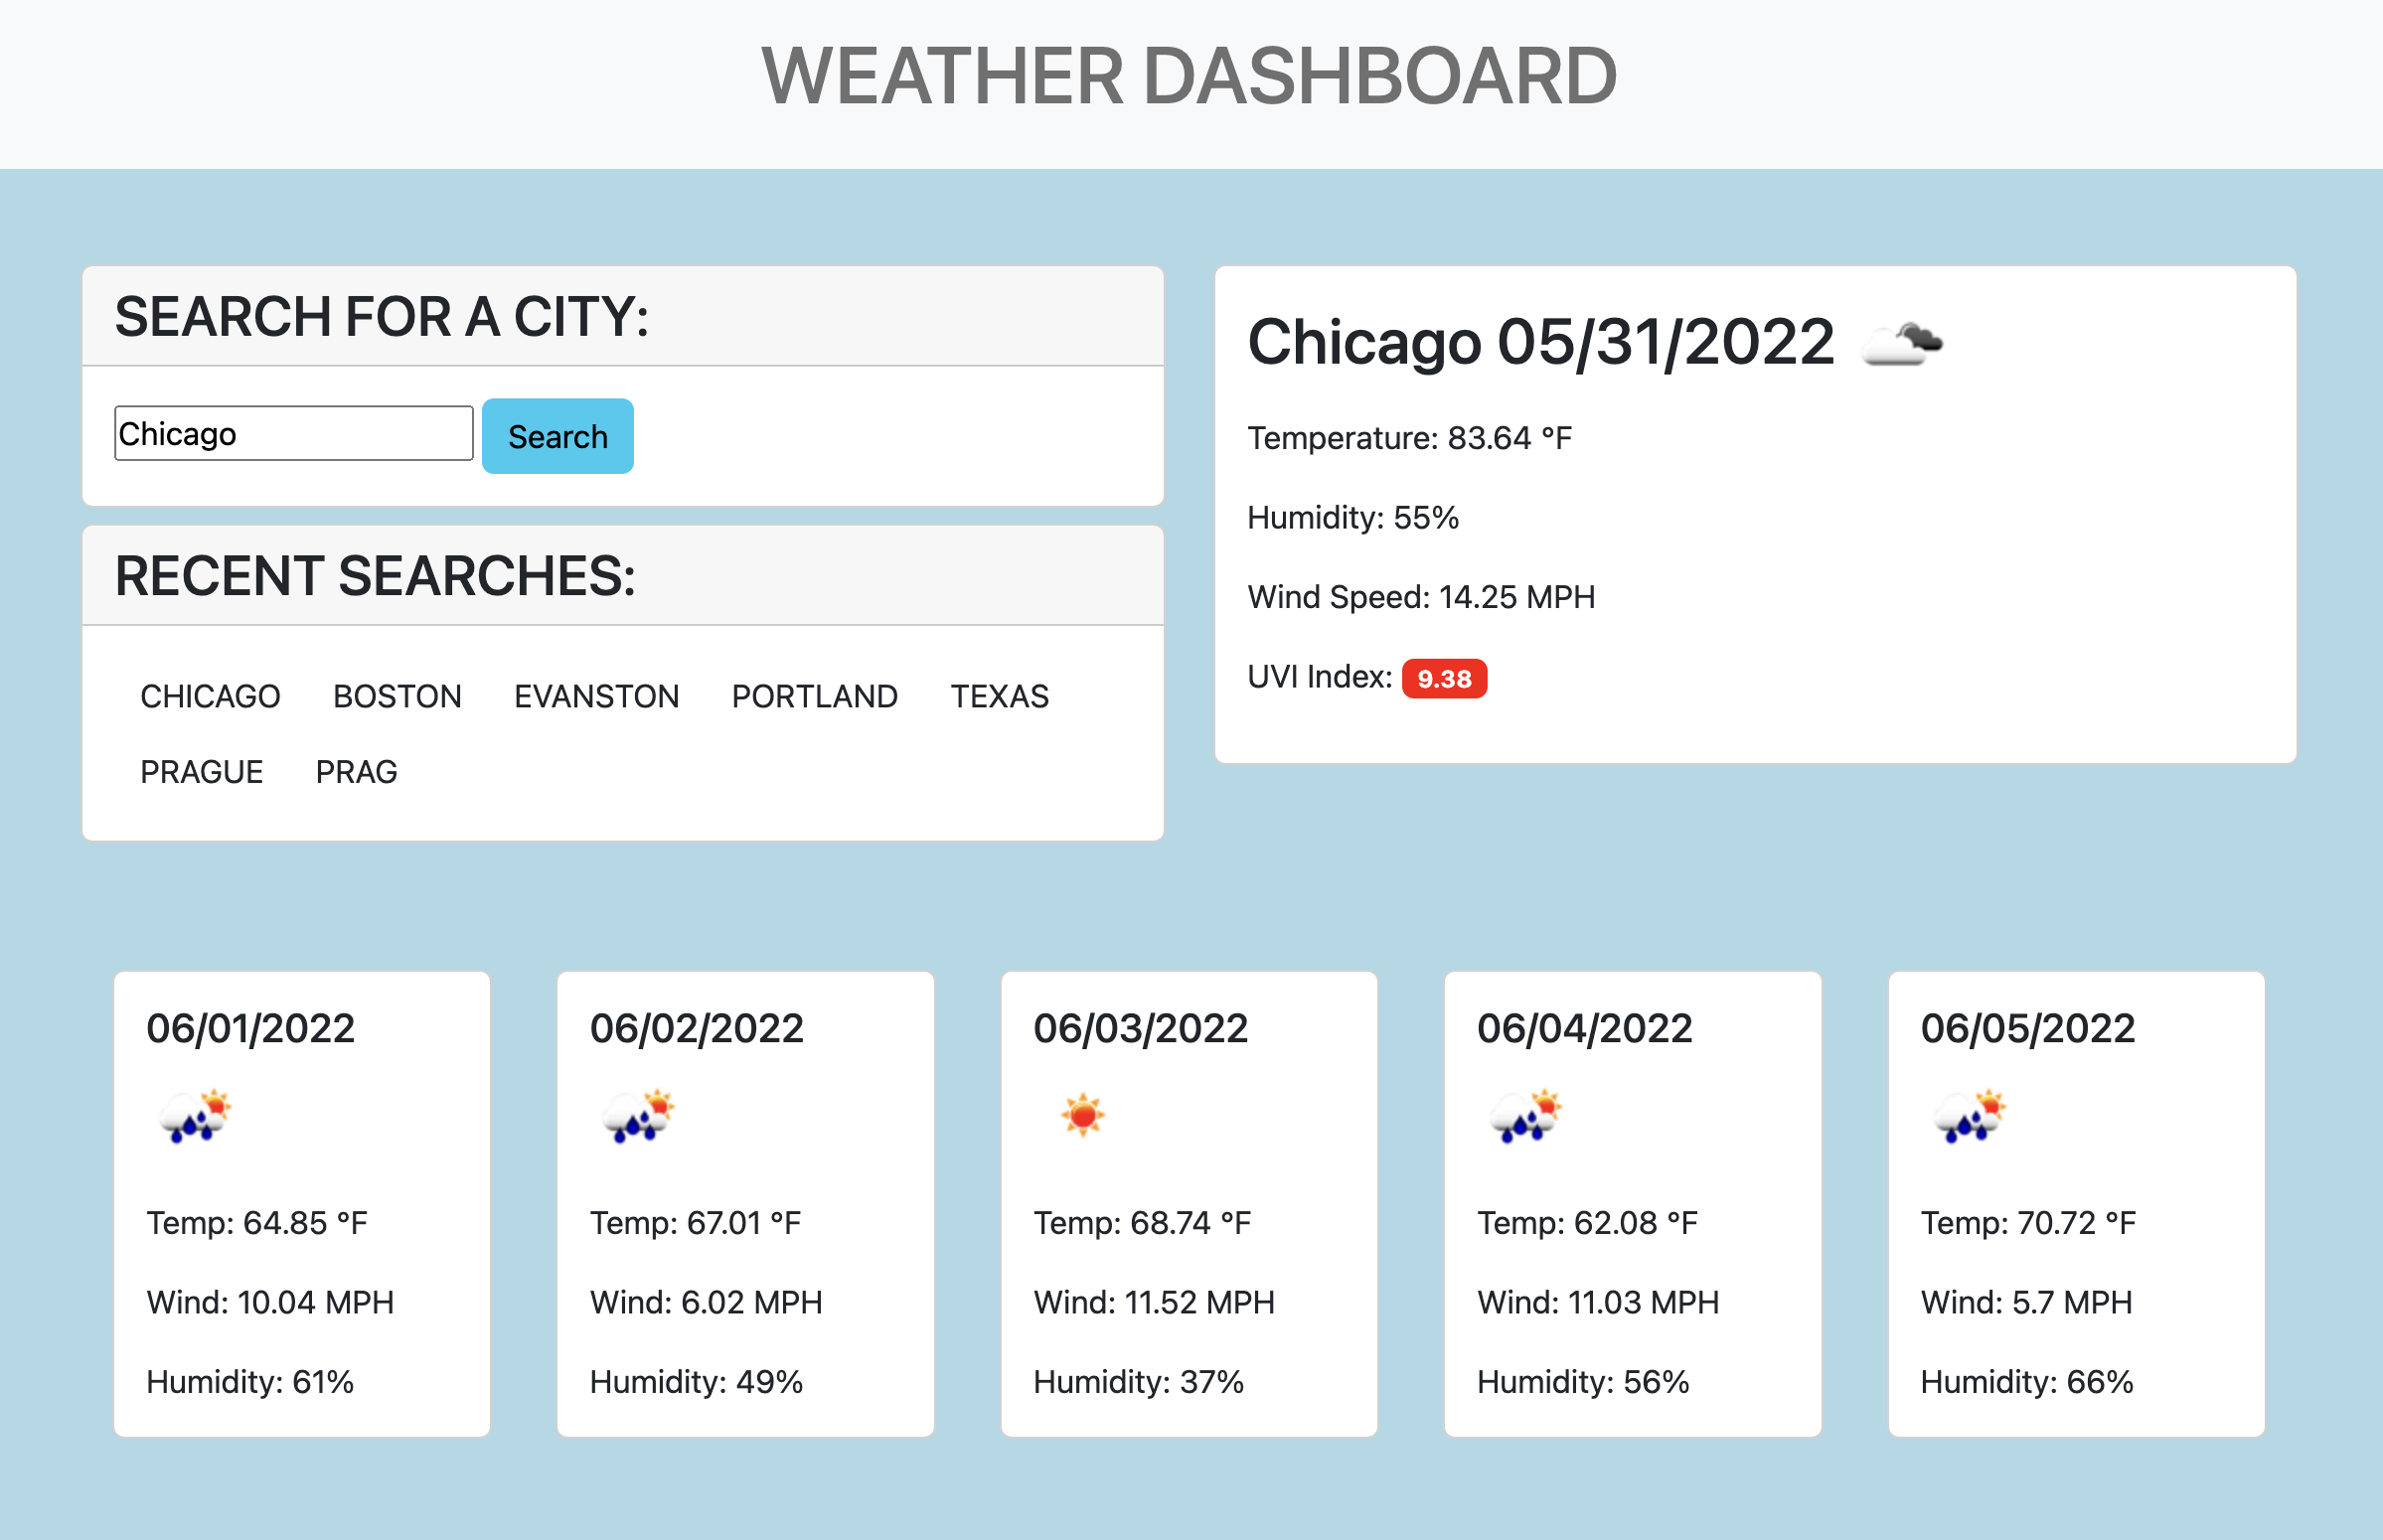 WEATHER DASHBOARD
SEARCH FOR A CITY:
Chicago
Search
RECENT SEARCHES:
CHICAGO BOSTON EVANSTON PORTLAND TEXAS
PRAGUE PRAG
Chicago 05/31/2022
Temperature: 83.64 °F
Humidity: 55%
Wind Speed: 14.25 MPH
UVI Index: 9.38
06/01/2022
Temp: 64.85 °F
Wind: 10.04 MPH
Humidity: 61%
06/02/2022
Temp: 67.01 °F
Wind: 6.02 MPH
Humidity: 49%
06/03/2022
Temp: 68.74 °F
Wind: 11.52 MPH
Humidity: 37%
06/04/2022
Temp: 62.08 °F
Wind: 11.03 MPH
Humidity: 56%
06/05/2022
Temp: 70.72 °F
Wind: 5.7 MPH
Humidity: 66%